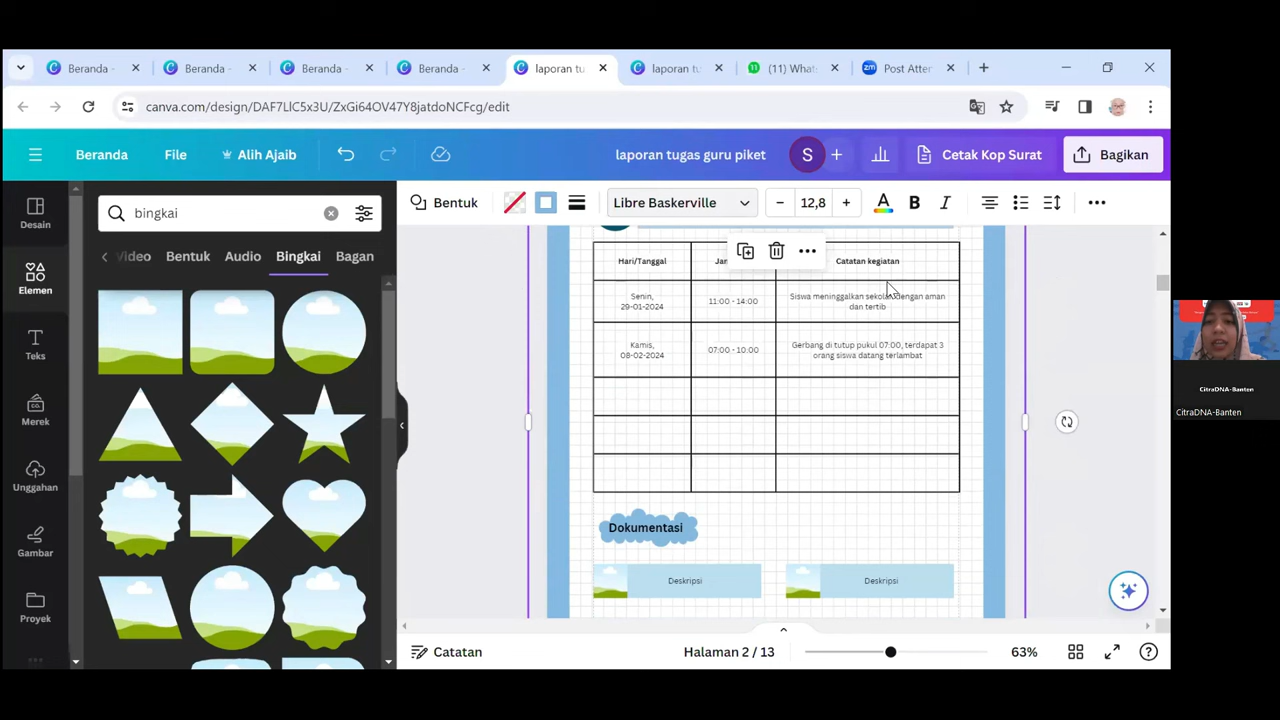 Beranda -
Beranda -
Beranda -
Beranda -
laporan tu
laporan tu
(11) What
Post Atter
canva.com/design/DAF7LlC5x3U/ZxGi64OV47Y8jatdoNCFcg/edit
Beranda
File
Alih Ajaib
laporan tugas guru piket
S
Cetak Kop Surat
Bagikan
Desain
Elemen
Teks
Merek
Unggahan
Gambar
Proyek
bingkai
Video
Bentuk
Audio
Bingkai
Bagan
Bentuk
Libre Baskerville
12,8
A
B
I
Hari/Tanggal
Jam
Catatan kegiatan
Senin,
29-01-2024
11:00 - 14:00
Siswa meninggalkan sekolah dengan aman
dan tertib
Kamis,
08-02-2024
07:00 - 10.00
Gerbang di tutup pukul 07:00, terdapat 3
orang siswa datang terlambat
Dokumentasi
Deskripsi
Deskripsi
Catatan
Halaman 2 / 13
63%
CitraDNA-Banten
CitraDNA-Banten